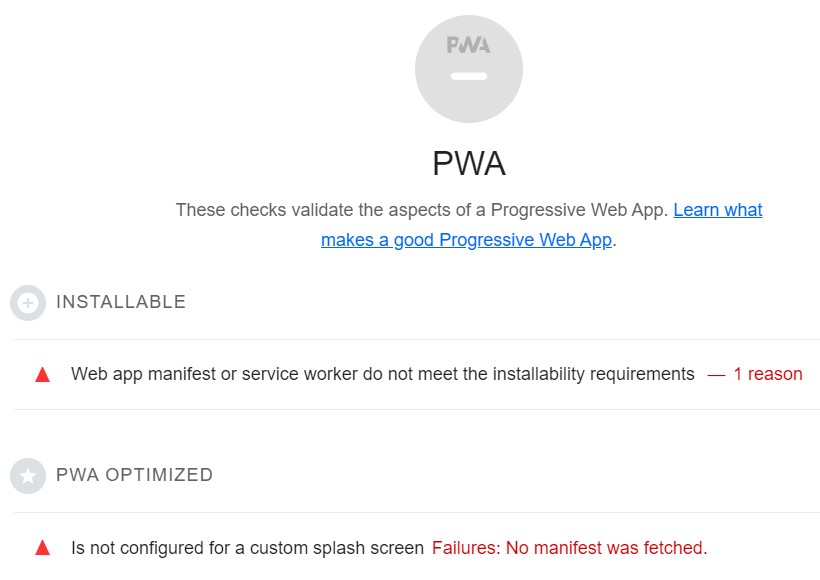 PWA
PWA
These checks validate the aspects of a Progressive Web App. Learn what
makes a good Progressive Web App.
INSTALLABLE
Web app manifest or service worker do not meet the installability requirements — 1 reason
PWA OPTIMIZED
Is not configured for a custom splash screen Failures: No manifest was fetched.